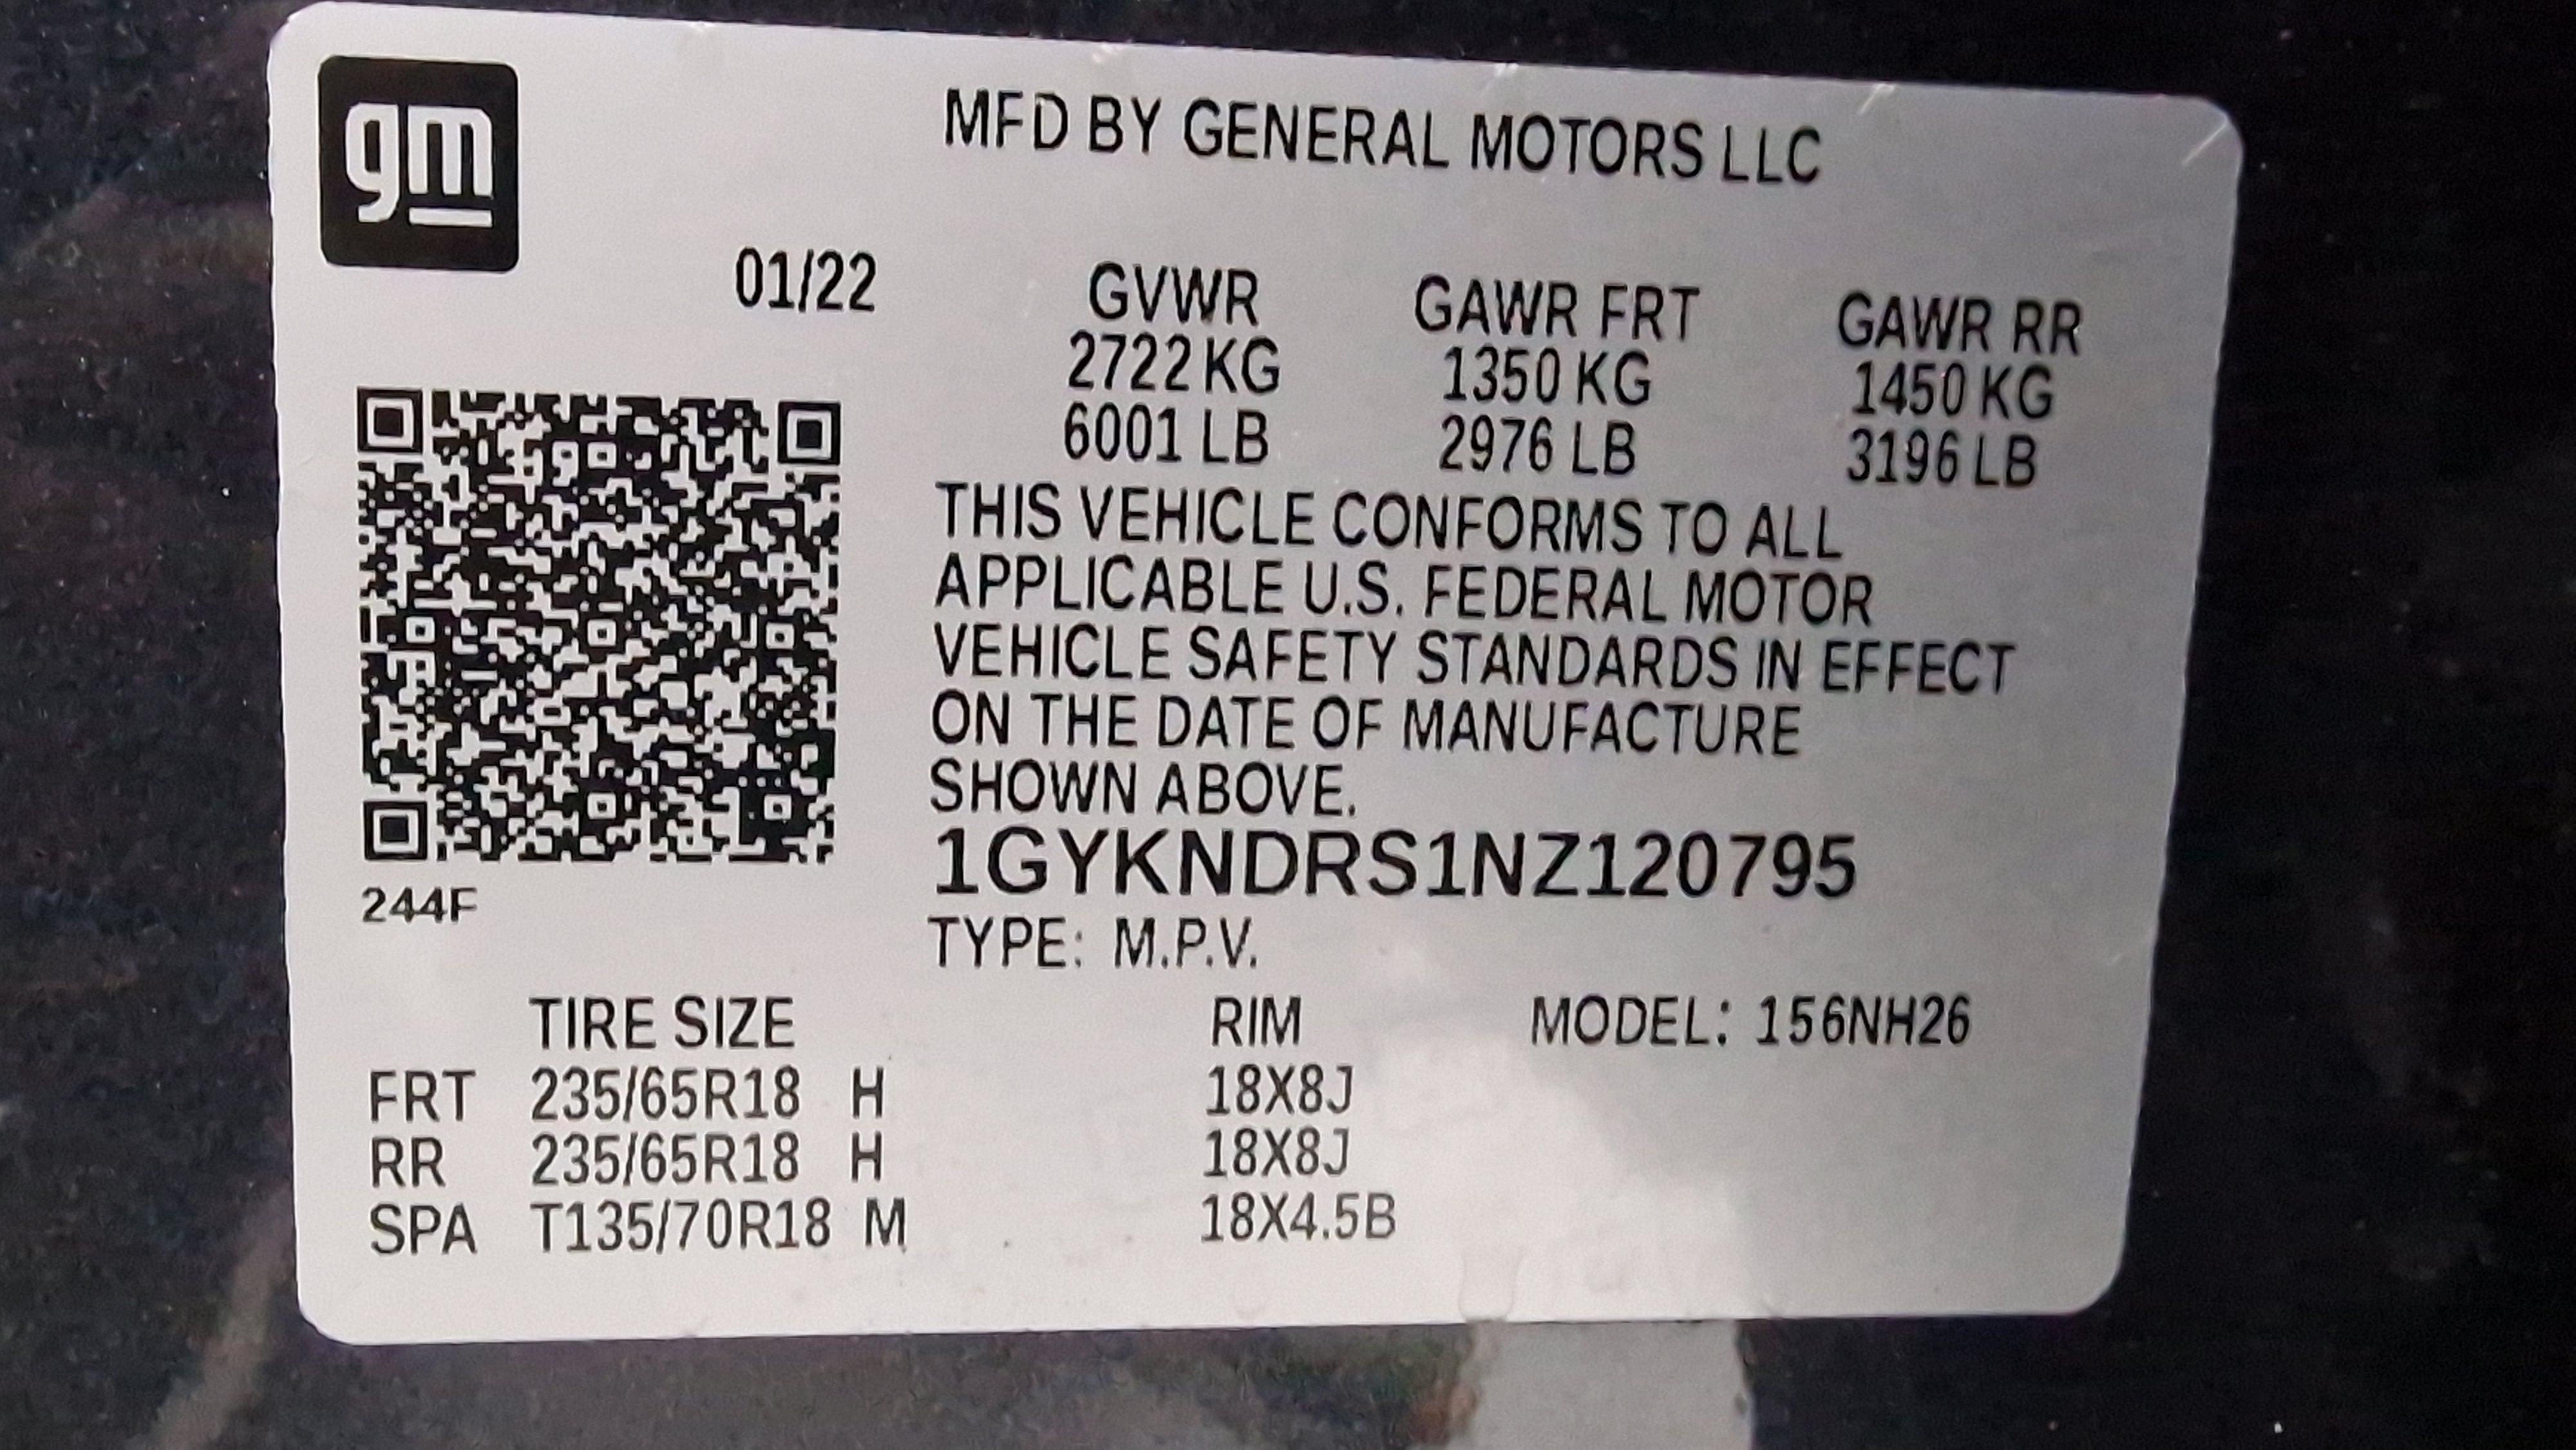 gm
MFD BY GENERAL MOTORS LLC
01/22 GVWR GAWR FRT GAWR RR
2722 KG 1350 KG 1450 KG
6001 LB 2976 LB 3196 LB
THIS VEHICLE CONFORMS TO ALL
APPLICABLE U.S. FEDERAL MOTOR
VEHICLE SAFETY STANDARDS IN EFFECT
ON THE DATE OF MANUFACTURE
SHOWN ABOVE.
1GYKNDRS1NZ120795
244F
TYPE: M.P.V.
TIRE SIZE RIM MODEL: 156NH26
FRT 235/65R18 H 18X8J
RR 235/65R18 H 18X8J
SPA T135/70R18 M 18X4.5B